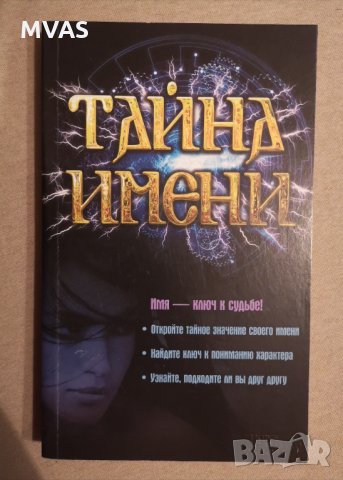 MVAS
ТАЙНА
ИМЕНИ
Имя — ключ к судьбе!
• Откройте тайное значение своего имени
• Найдите ключ к пониманию характера
• Узнайте, подходите ли вы друг другу
BAZAR